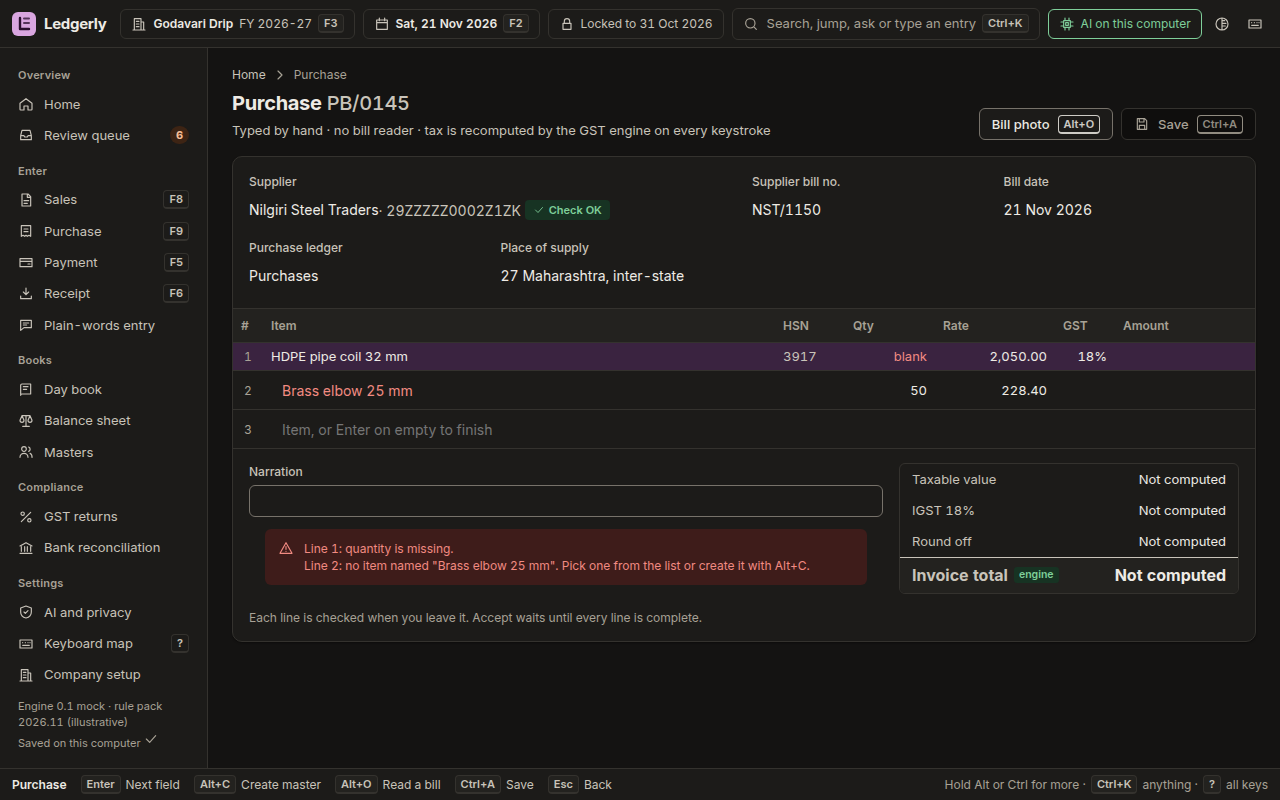 Ledgerly
Godavari Drip FY 2026-27 F3
Sat, 21 Nov 2026 F2
Locked to 31 Oct 2026
Search, jump, ask or type an entry Ctrl+K
AI on this computer
Overview
Home
Review queue 6
Enter
Sales F8
Purchase F9
Payment F5
Receipt F6
Plain-words entry
Books
Day book
Balance sheet
Masters
Compliance
GST returns
Bank reconciliation
Settings
AI and privacy
Keyboard map ?
Company setup
Engine 0.1 mock · rule pack
2026.11 (illustrative)
Saved on this computer
Home > Purchase
Purchase PB/0145
Typed by hand · no bill reader · tax is recomputed by the GST engine on every keystroke
Bill photo Alt+O
Save Ctrl+A
Supplier Supplier bill no. Bill date
Nilgiri Steel Traders· 29ZZZZZ0002Z1ZK Check OK NST/1150 21 Nov 2026
Purchase ledger Place of supply
Purchases 27 Maharashtra, inter-state
# Item HSN Qty Rate GST Amount
1 HDPE pipe coil 32 mm 3917 blank 2,050.00 18%
2 Brass elbow 25 mm 50 228.40
3 Item, or Enter on empty to finish
Narration
Line 1: quantity is missing.
Line 2: no item named "Brass elbow 25 mm". Pick one from the list or create it with Alt+C.
Each line is checked when you leave it. Accept waits until every line is complete.
Taxable value Not computed
IGST 18% Not computed
Round off Not computed
Invoice total engine Not computed
Purchase Enter Next field Alt+C Create master Alt+O Read a bill Ctrl+A Save Esc Back
Hold Alt or Ctrl for more · Ctrl+K anything · ? all keys